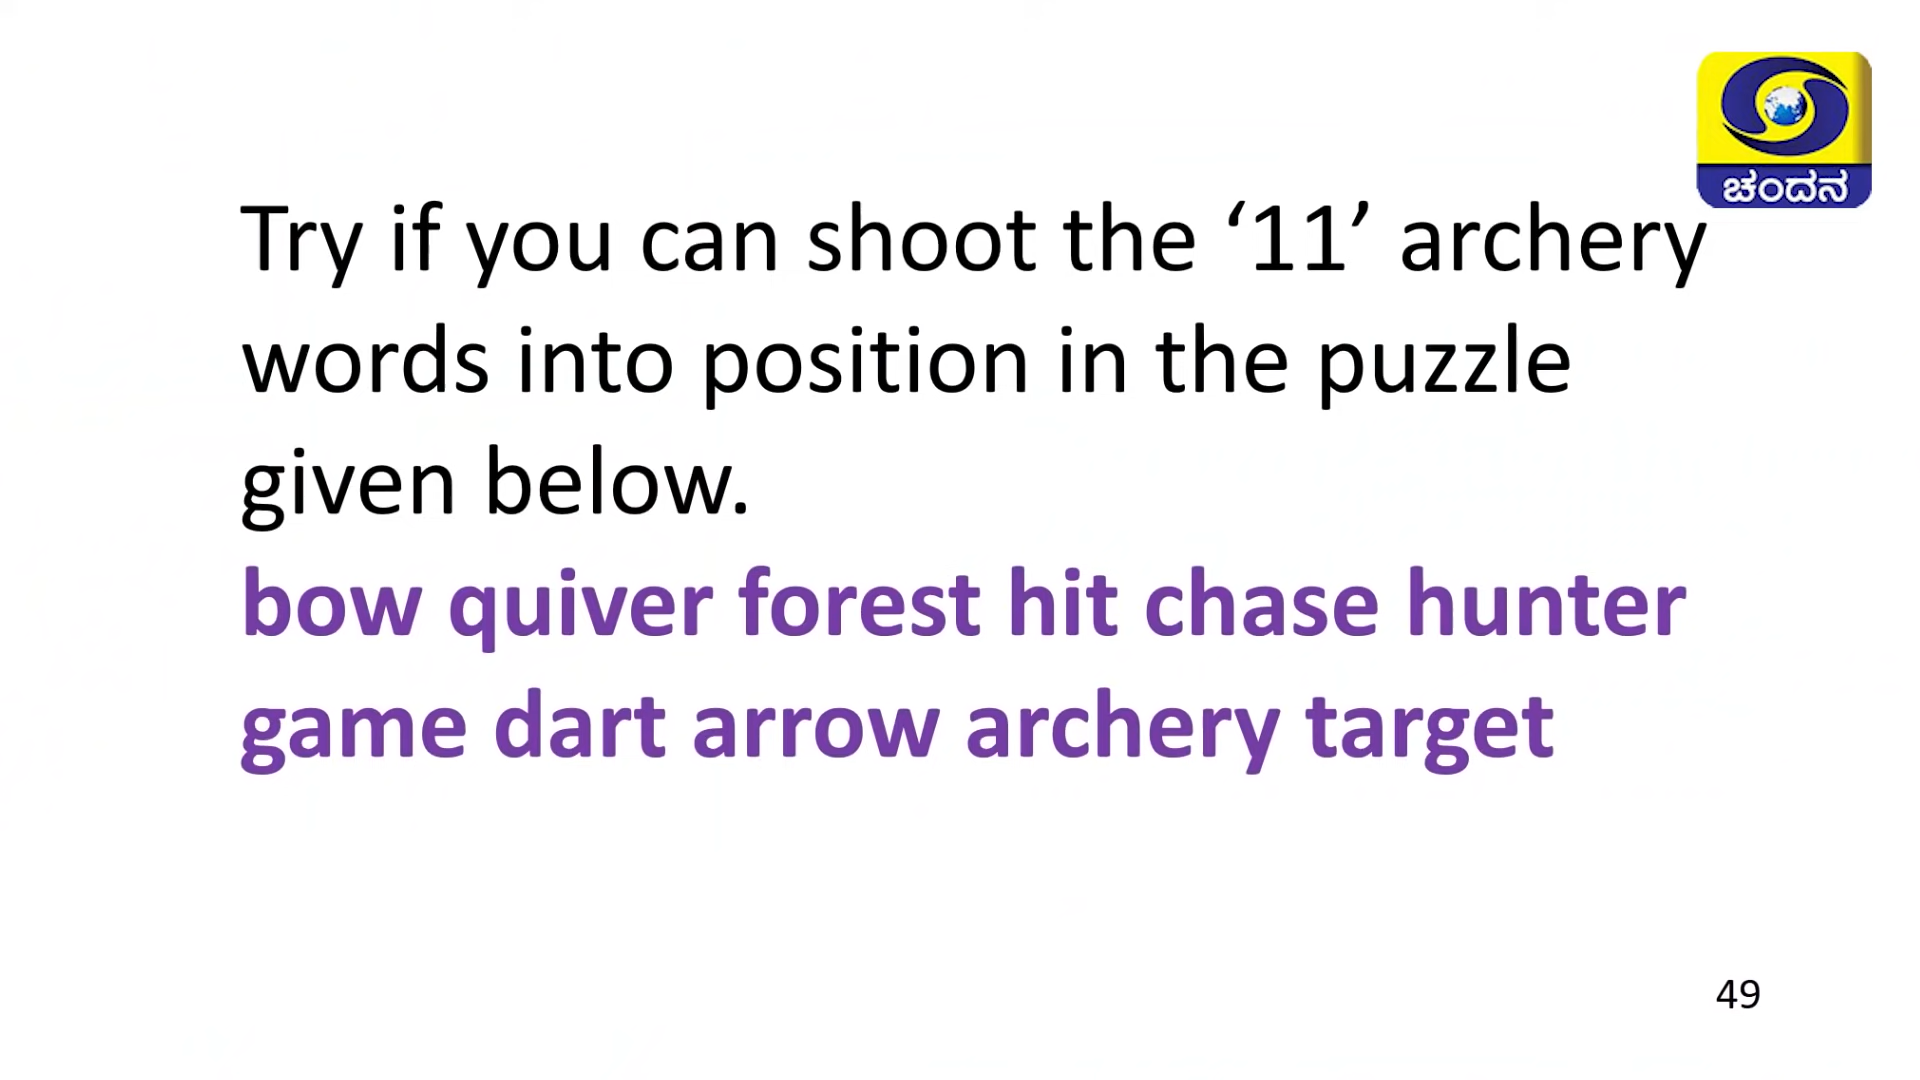 ಚಂದನ
Try if you can shoot the ‘11’ archery
words into position in the puzzle
given below.
bow quiver forest hit chase hunter
game dart arrow archery target
49